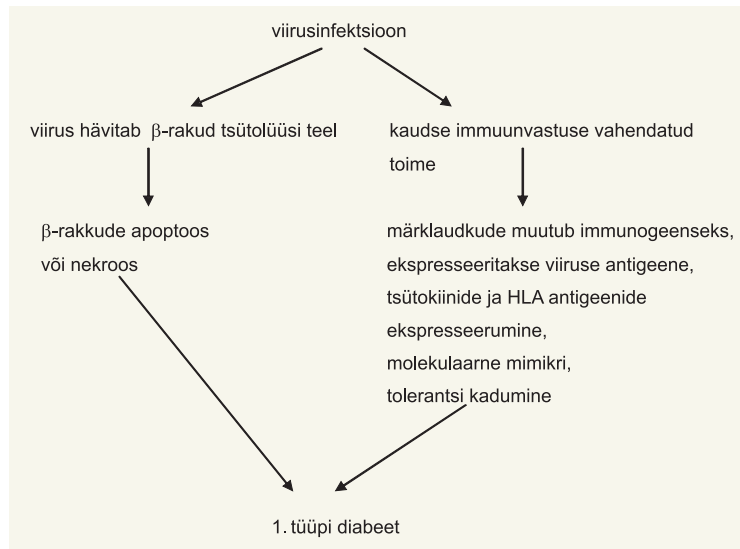 viirusinfektsioon
viirus hävitab β-rakud tsütolüüsi teel
kaudse immuunvastuse vahendatud
toime
β-rakkude apoptoos
või nekroos
märklaudkude muutub immunogeenseks,
ekspresseeritakse viiruse antigeene,
tsütokiinide ja HLA antigeenide
ekspresseerumine,
molekulaarne mimikri,
tolerantsi kadumine
1. tüüpi diabeet